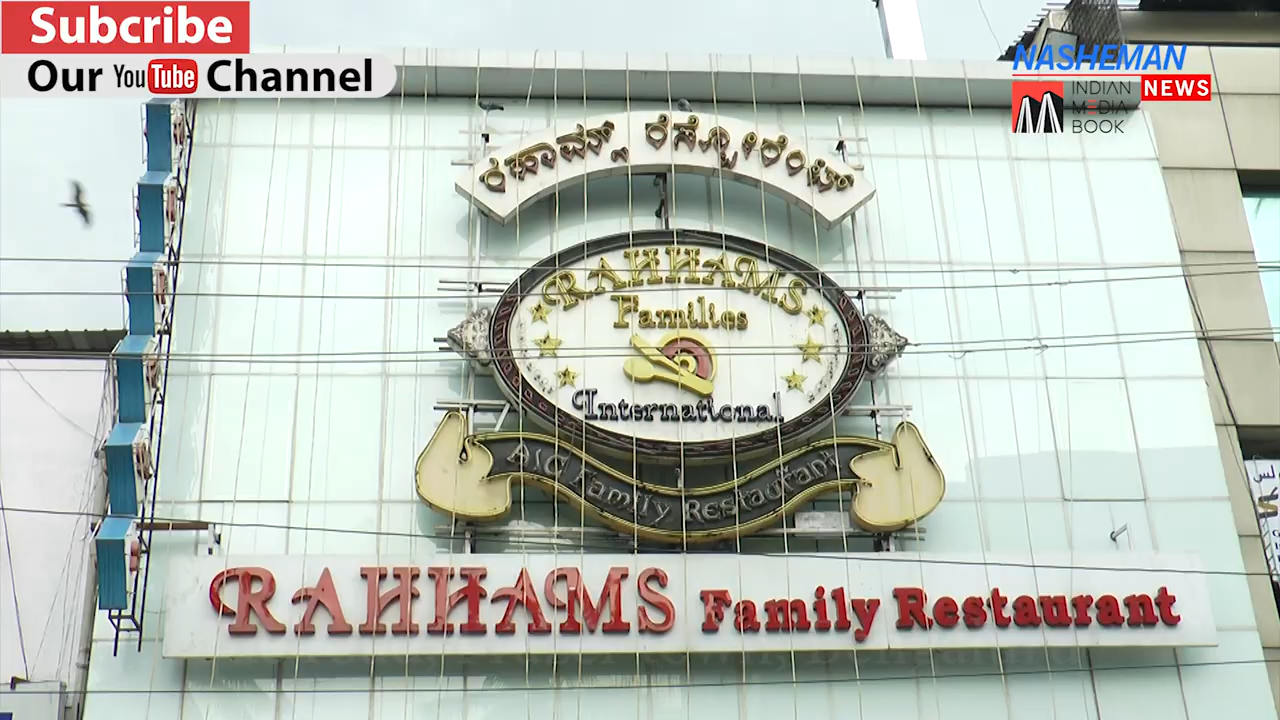 Subcribe
Our YouTube Channel
NASHEMAN
NEWS
INDIAN
MEDIA
BOOK
ರಹಾಮ್ಸ್ ರೆಸ್ಟೋರೆಂಟ್
RAHHAMS
Families
International
A/C Family Restaurant
RAHHAMS Family Restaurant